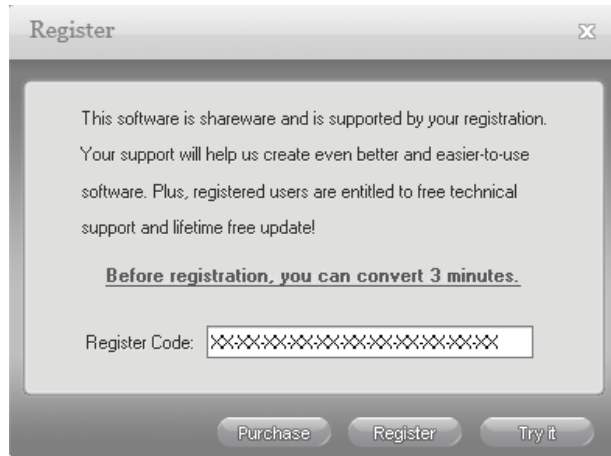 Register
This software is shareware and is supported by your registration.
Your support will help us create even better and easier-to-use
software. Plus, registered users are entitled to free technical
support and lifetime free update!
Before registration, you can convert 3 minutes.
Register Code: XX-XX-XX-XX-XX-XX-XX-XX-XX-XX-XX-XX
Purchase Register Try it